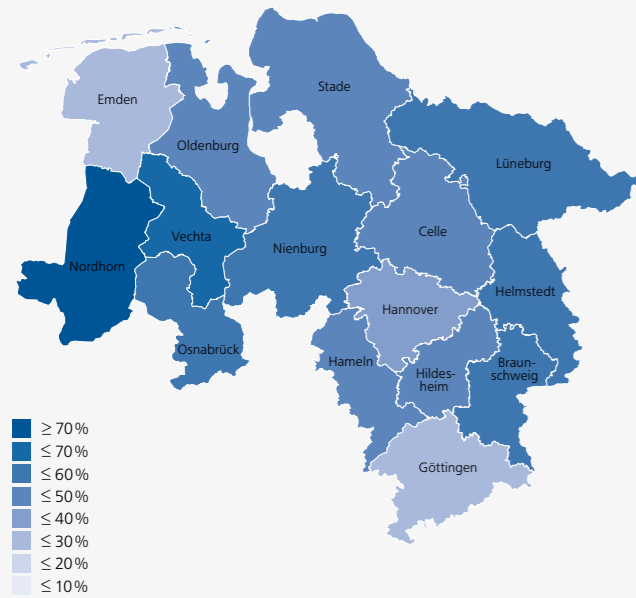 Stade
Emden
Oldenburg
Lüneburg
Vechta
Celle
Nienburg
Nordhorn
Helmstedt
Hannover
Osnabrück
Hameln
Hildes-
heim
Braun-
schweig
Göttingen
≥ 70 %
≤ 70 %
≤ 60 %
≤ 50 %
≤ 40 %
≤ 30 %
≤ 20 %
≤ 10 %